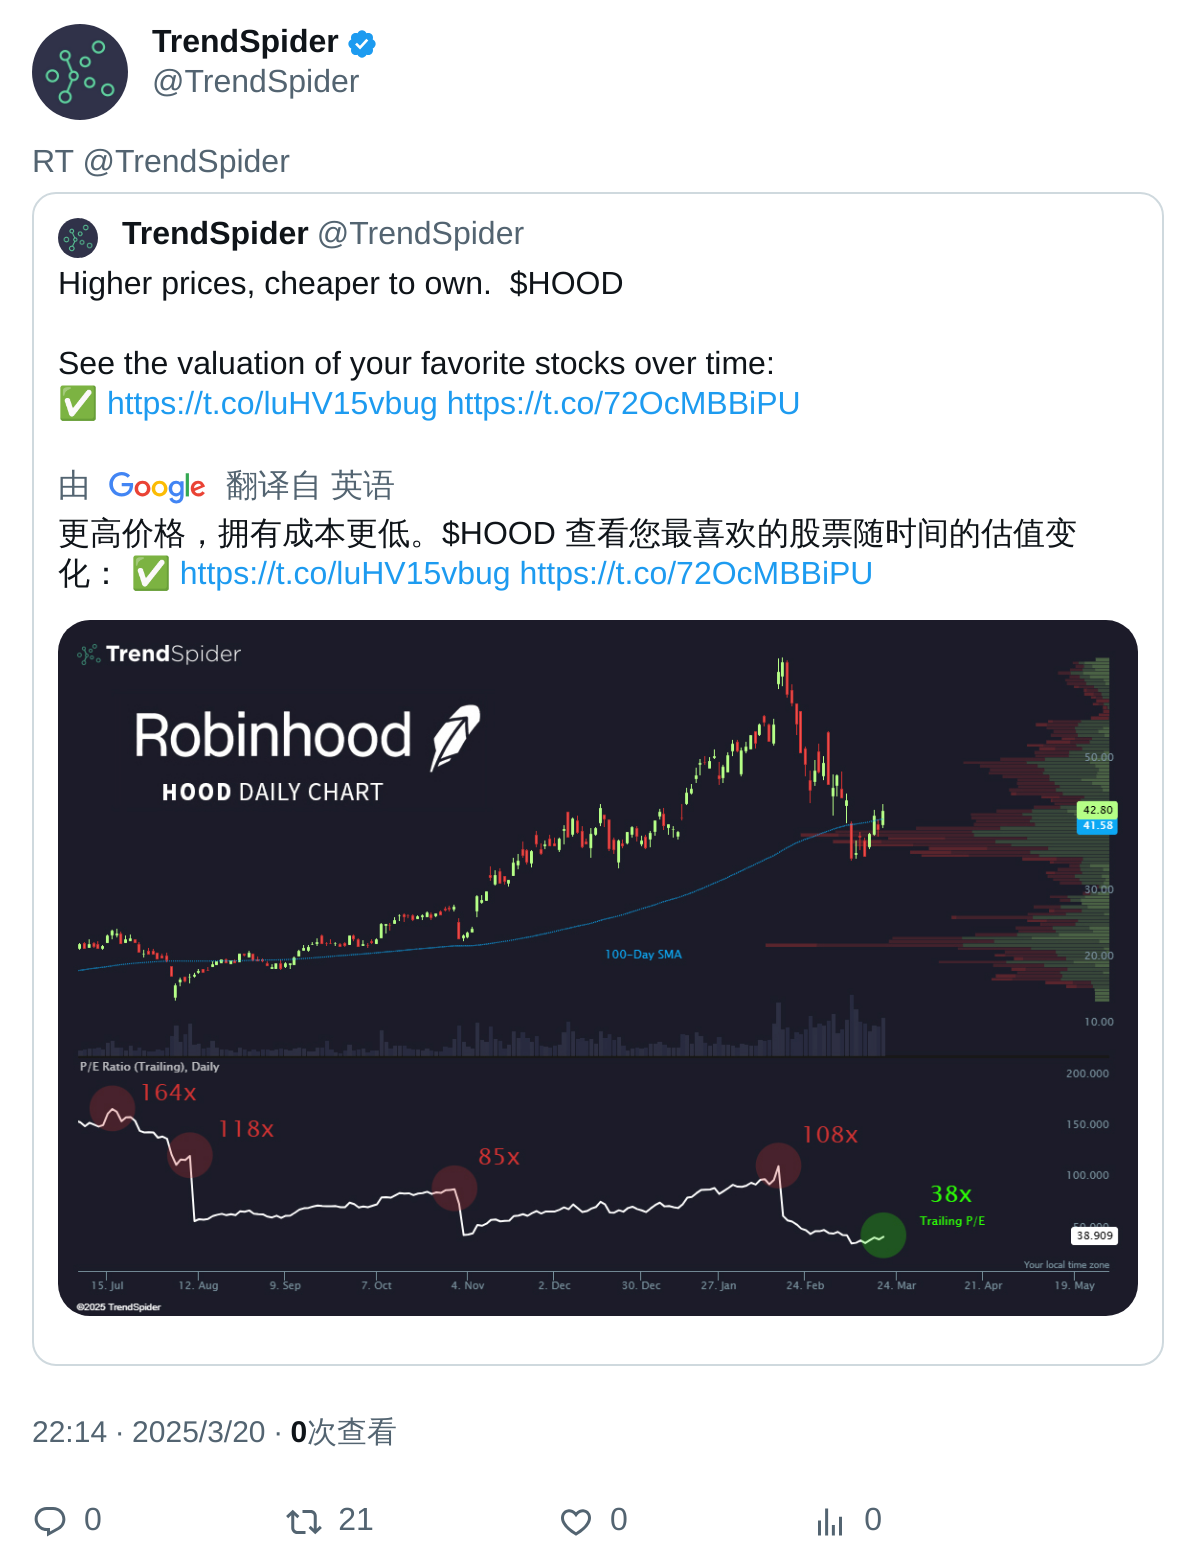 TrendSpider
@TrendSpider
RT @TrendSpider
TrendSpider @TrendSpider
Higher prices, cheaper to own.  $HOOD
See the valuation of your favorite stocks over time:
✅ https://t.co/luHV15vbug https://t.co/72OcMBBiPU
由 Google 翻译自 英语
更高价格，拥有成本更低。$HOOD 查看您最喜欢的股票随时间的估值变
化： ✅ https://t.co/luHV15vbug https://t.co/72OcMBBiPU
TrendSpider
Robinhood
HOOD DAILY CHART
50.00
42.80
41.58
30.00
100-Day SMA
20.00
10.00
P/E Ratio (Trailing), Daily
200.000
164x
150.000
118x
108x
85x
100.000
38x
Trailing P/E
50.000
38.909
Your local time zone
15. Jul 12. Aug 9. Sep 7. Oct 4. Nov 2. Dec 30. Dec 27. Jan 24. Feb 24. Mar 21. Apr 19. May
©2025 TrendSpider
22:14 · 2025/3/20 · 0次查看
0 21 0 0